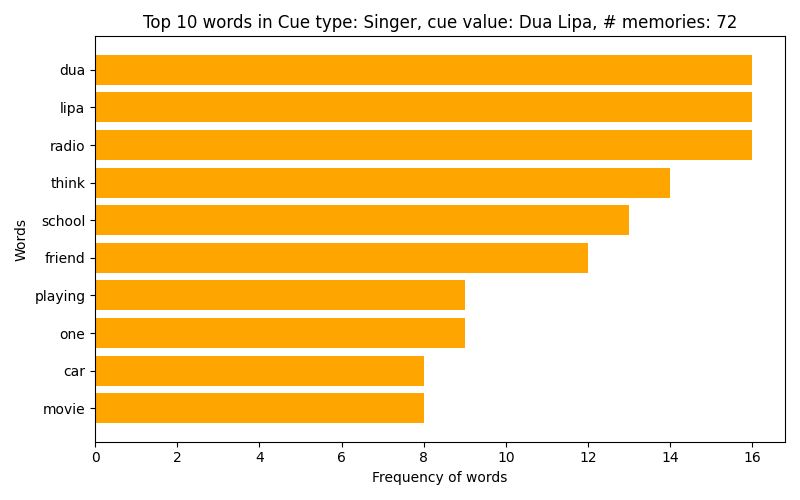 Top 10 words in Cue type: Singer, cue value: Dua Lipa, # memories: 72
Words
dua
lipa
radio
think
school
friend
playing
one
car
movie
0 2 4 6 8 10 12 14 16
Frequency of words